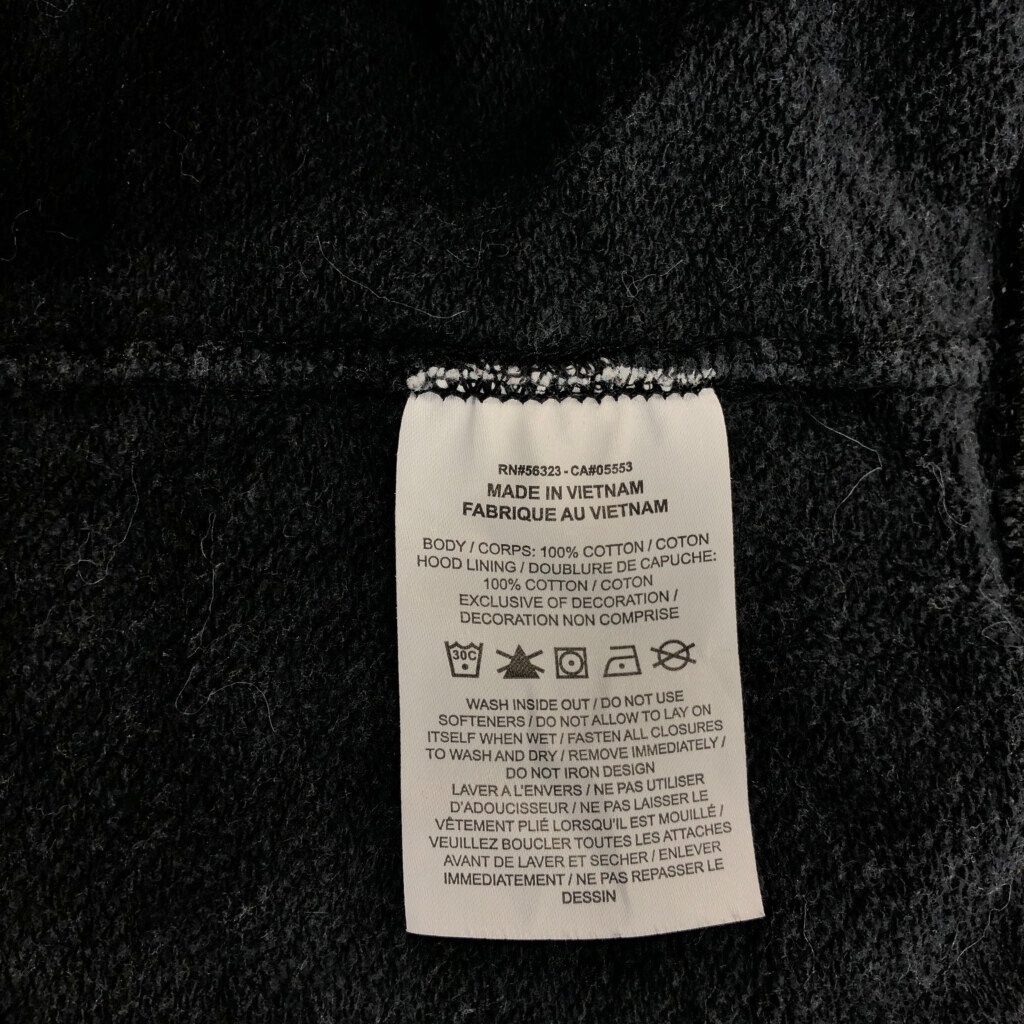 RN#56323 - CA#05553
MADE IN VIETNAM
FABRIQUE AU VIETNAM
BODY / CORPS: 100% COTTON / COTON
HOOD LINING / DOUBLURE DE CAPUCHE:
100% COTTON / COTON
EXCLUSIVE OF DECORATION /
DECORATION NON COMPRISE
30C
WASH INSIDE OUT / DO NOT USE
SOFTENERS / DO NOT ALLOW TO LAY ON
ITSELF WHEN WET / FASTEN ALL CLOSURES
TO WASH AND DRY / REMOVE IMMEDIATELY /
DO NOT IRON DESIGN
LAVER A L'ENVERS / NE PAS UTILISER
D'ADOUCISSEUR / NE PAS LAISSER LE
VÊTEMENT PLIÉ LORSQU'IL EST MOUILLÉ /
VEUILLEZ BOUCLER TOUTES LES ATTACHES
AVANT DE LAVER ET SECHER / ENLEVER
IMMEDIATEMENT / NE PAS REPASSER LE
DESSIN